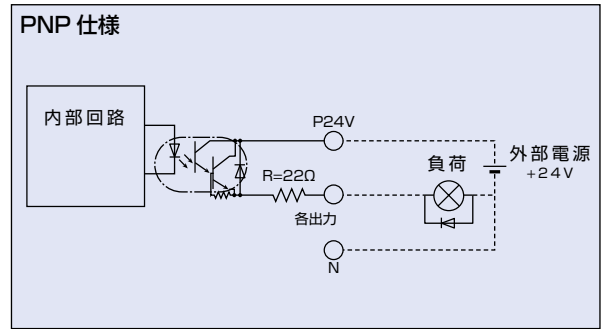 PNP 仕様
内部回路
P24V
負荷
外部電源
+24V
R=22Ω
各出力
N